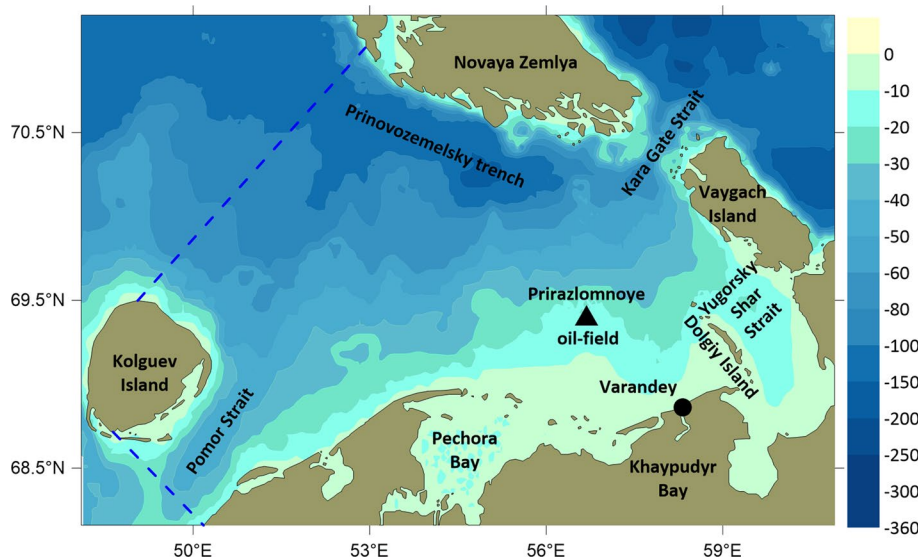 Novaya Zemlya
Prinovozemelsky trench
Kara Gate Strait
Vaygach
Island
Prirazlomnoye
oil-field
Yugorsky
Shar
Strait
Dolgiy Island
Kolguev
Island
Pomor Strait
Varandey
Pechora
Bay
Khaypudyr
Bay
70.5°N
69.5°N
68.5°N
50°E
53°E
56°E
59°E
0
-10
-20
-30
-40
-50
-60
-80
-100
-150
-200
-250
-300
-360